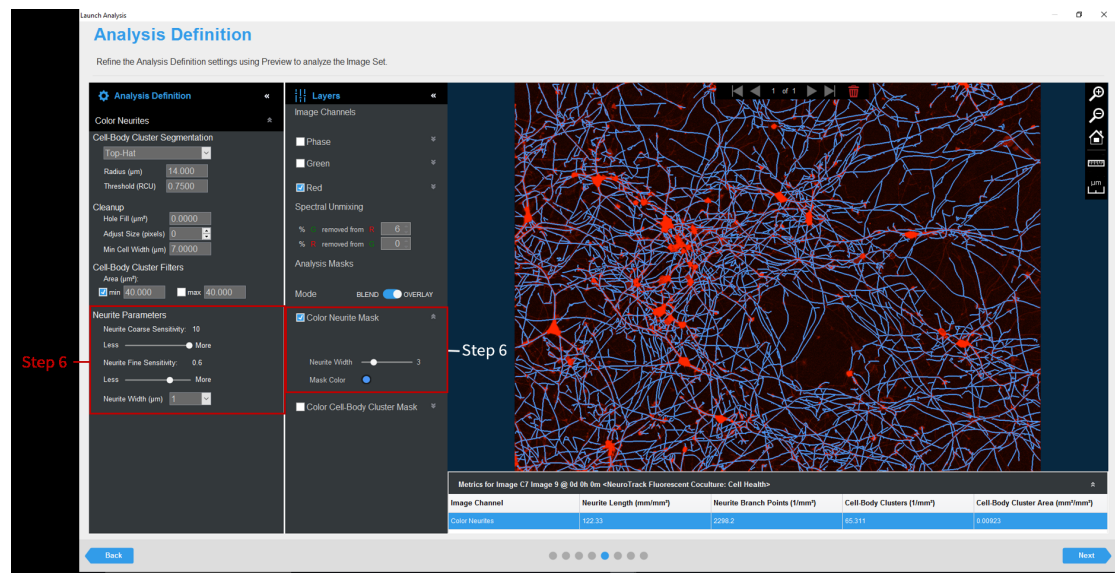 Launch Analysis
Analysis Definition
Refine the Analysis Definition settings using Preview to analyze the Image Set.
Analysis Definition «
Color Neurites
Cell-Body Cluster Segmentation
Top-Hat
Radius (µm) 14.000
Threshold (RCU) 0.7500
Cleanup
Hole Fill (µm²) 0.0000
Adjust Size (pixels) 0
Min Cell Width (µm) 7.0000
Cell-Body Cluster Filters
Area (µm²):
min 40.000 max 40.000
Neurite Parameters
Neurite Coarse Sensitivity: 10
Less More
Neurite Fine Sensitivity: 0.6
Less More
Neurite Width (µm) 1
Step 6
Layers «
Image Channels
Phase
Green
Red
Spectral Unmixing
% G removed from R 6
% R removed from G 0
Analysis Masks
Mode BLEND OVERLAY
Color Neurite Mask
Neurite Width 3
Mask Color
Color Cell-Body Cluster Mask
Step 6
1 of 1
µm
Metrics for Image C7 Image 9 @ 0d 0h 0m <NeuroTrack Fluorescent Coculture: Cell Health>
Image Channel Neurite Length (mm/mm²) Neurite Branch Points (1/mm²) Cell-Body Clusters (1/mm²) Cell-Body Cluster Area (mm²/mm²)
Color Neurites 122.33 2298.2 65.311 0.00923
Back
Next